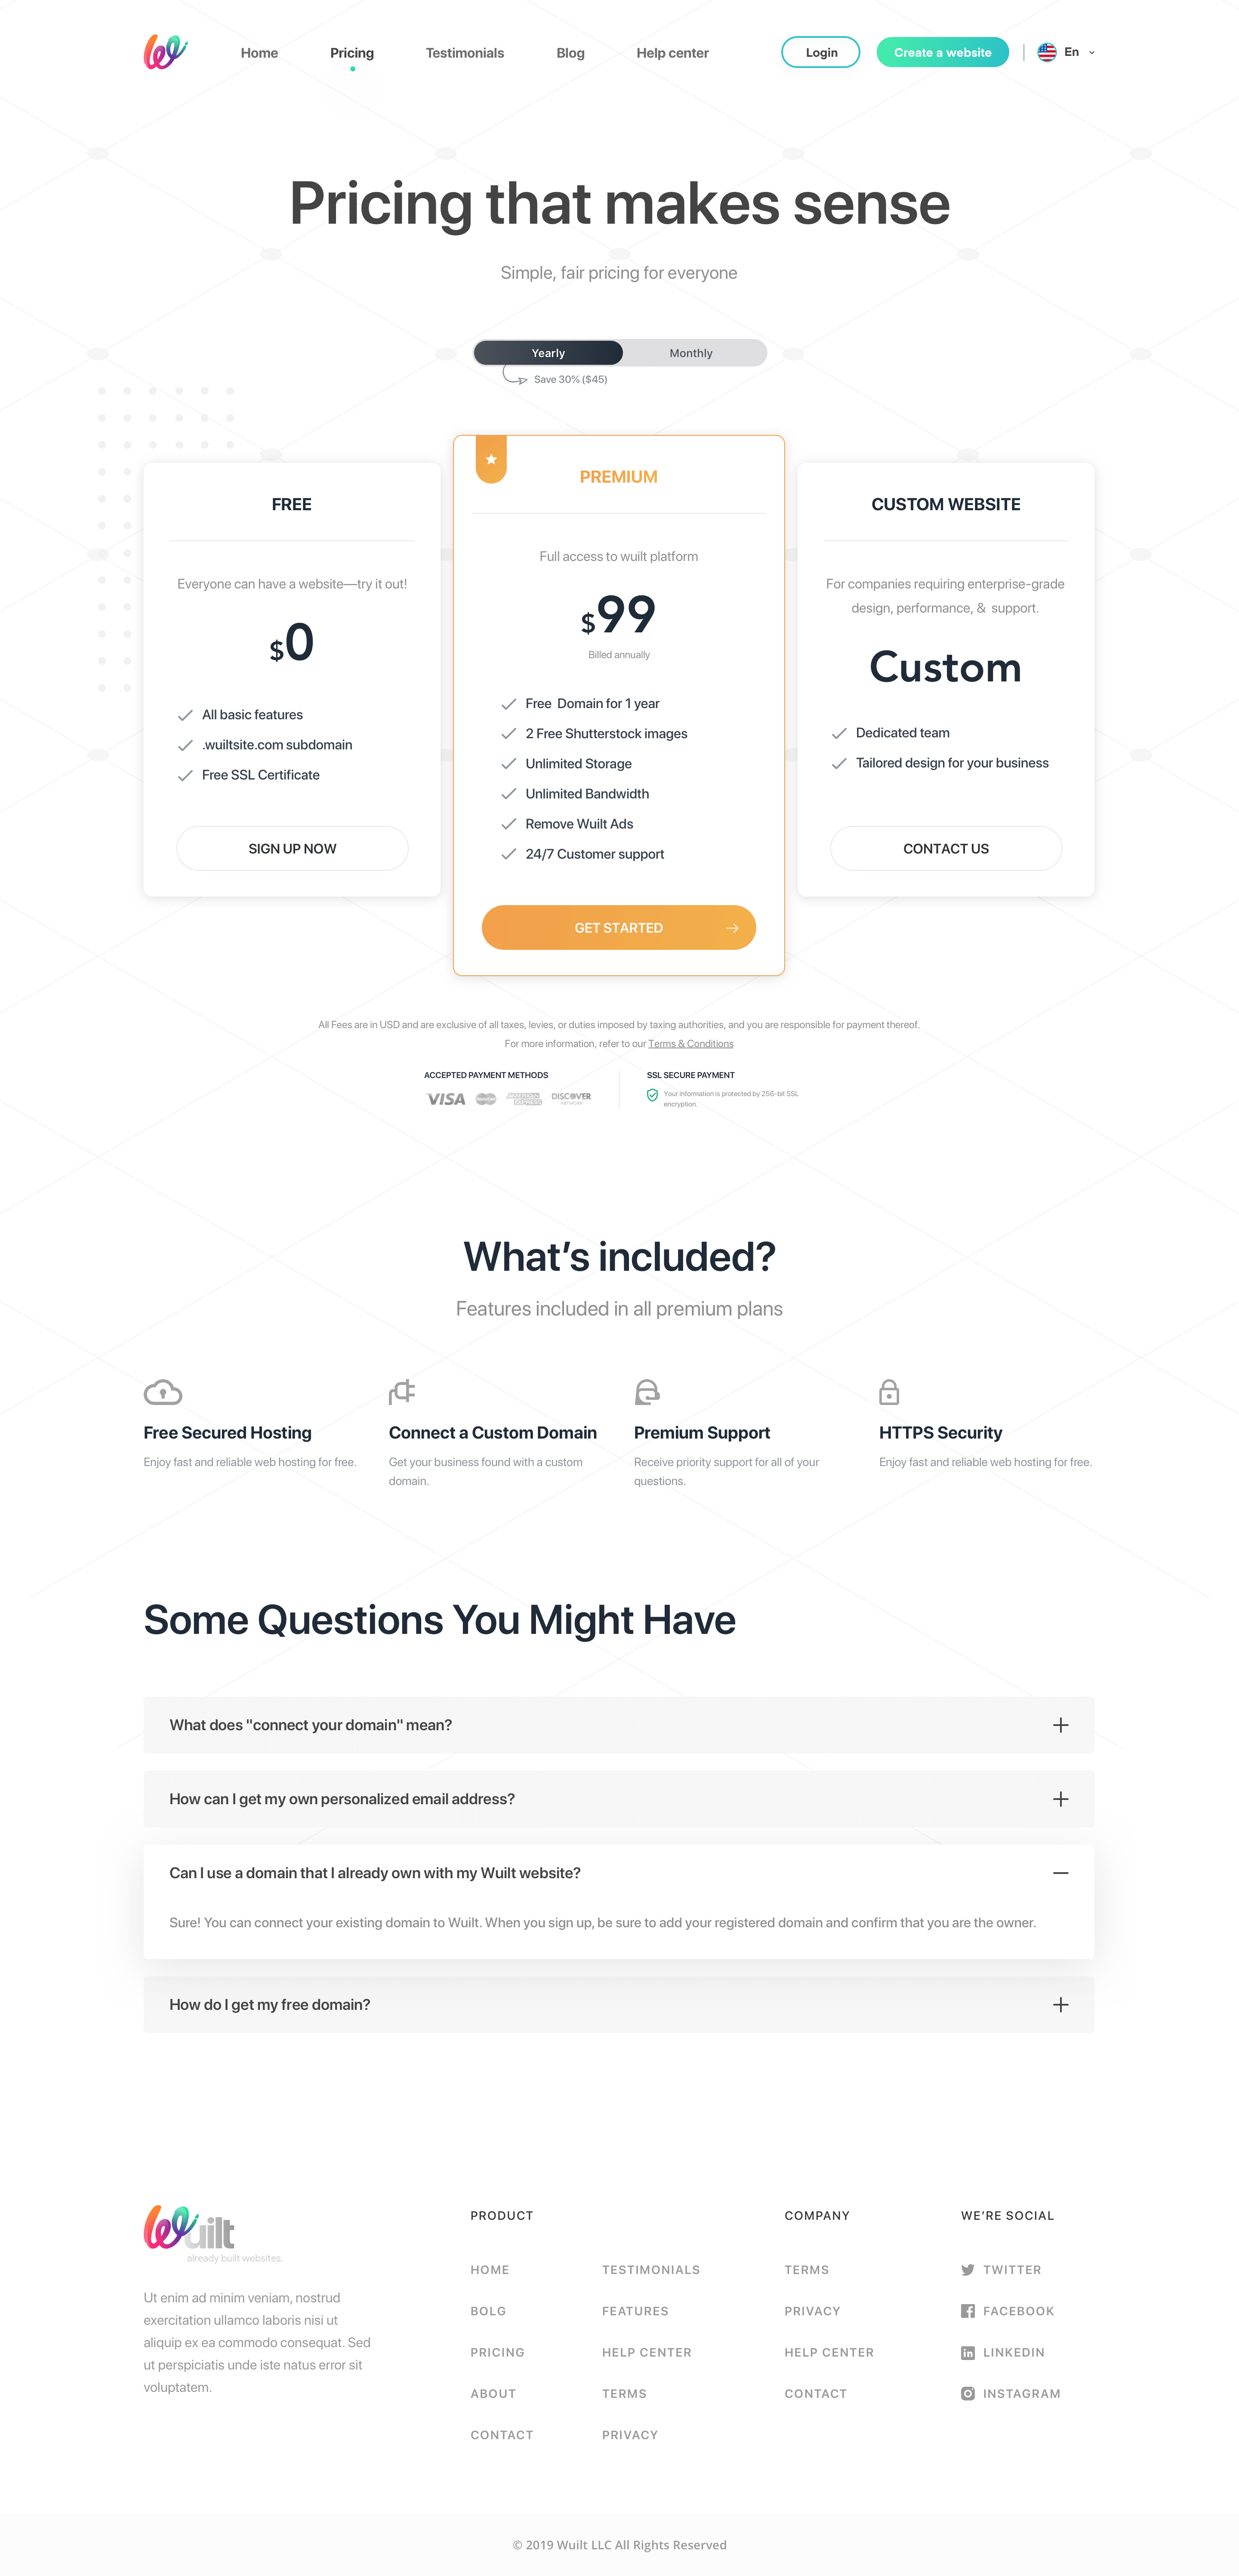 Home
Pricing
Testimonials
Blog
Help center
Login
Create a website
En
Pricing that makes sense
Simple, fair pricing for everyone
Yearly
Monthly
Save 30% ($45)
FREE
Everyone can have a website—try it out!
$0
All basic features
.wuiltsite.com subdomain
Free SSL Certificate
SIGN UP NOW
PREMIUM
Full access to wuilt platform
$99
Billed annually
Free Domain for 1 year
2 Free Shutterstock images
Unlimited Storage
Unlimited Bandwidth
Remove Wuilt Ads
24/7 Customer support
GET STARTED
CUSTOM WEBSITE
For companies requiring enterprise-grade
design, performance, & support.
Custom
Dedicated team
Tailored design for your business
CONTACT US
All Fees are in USD and are exclusive of all taxes, levies, or duties imposed by taxing authorities, and you are responsible for payment thereof.
For more information, refer to our Terms & Conditions
ACCEPTED PAYMENT METHODS
VISA
AMERICAN
EXPRESS
DISCOVER
NETWORK
SSL SECURE PAYMENT
Your information is protected by 256-bit SSL
encryption.
What's included?
Features included in all premium plans
Free Secured Hosting
Enjoy fast and reliable web hosting for free.
Connect a Custom Domain
Get your business found with a custom
domain.
Premium Support
Receive priority support for all of your
questions.
HTTPS Security
Enjoy fast and reliable web hosting for free.
Some Questions You Might Have
What does "connect your domain" mean?
How can I get my own personalized email address?
Can I use a domain that I already own with my Wuilt website?
Sure! You can connect your existing domain to Wuilt. When you sign up, be sure to add your registered domain and confirm that you are the owner.
How do I get my free domain?
Wuilt
already built websites.
Ut enim ad minim veniam, nostrud
exercitation ullamco laboris nisi ut
aliquip ex ea commodo consequat. Sed
ut perspiciatis unde iste natus error sit
voluptatem.
PRODUCT
HOME
BOLG
PRICING
ABOUT
CONTACT
TESTIMONIALS
FEATURES
HELP CENTER
TERMS
PRIVACY
COMPANY
TERMS
PRIVACY
HELP CENTER
CONTACT
WE'RE SOCIAL
TWITTER
FACEBOOK
LINKEDIN
INSTAGRAM
© 2019 Wuilt LLC All Rights Reserved